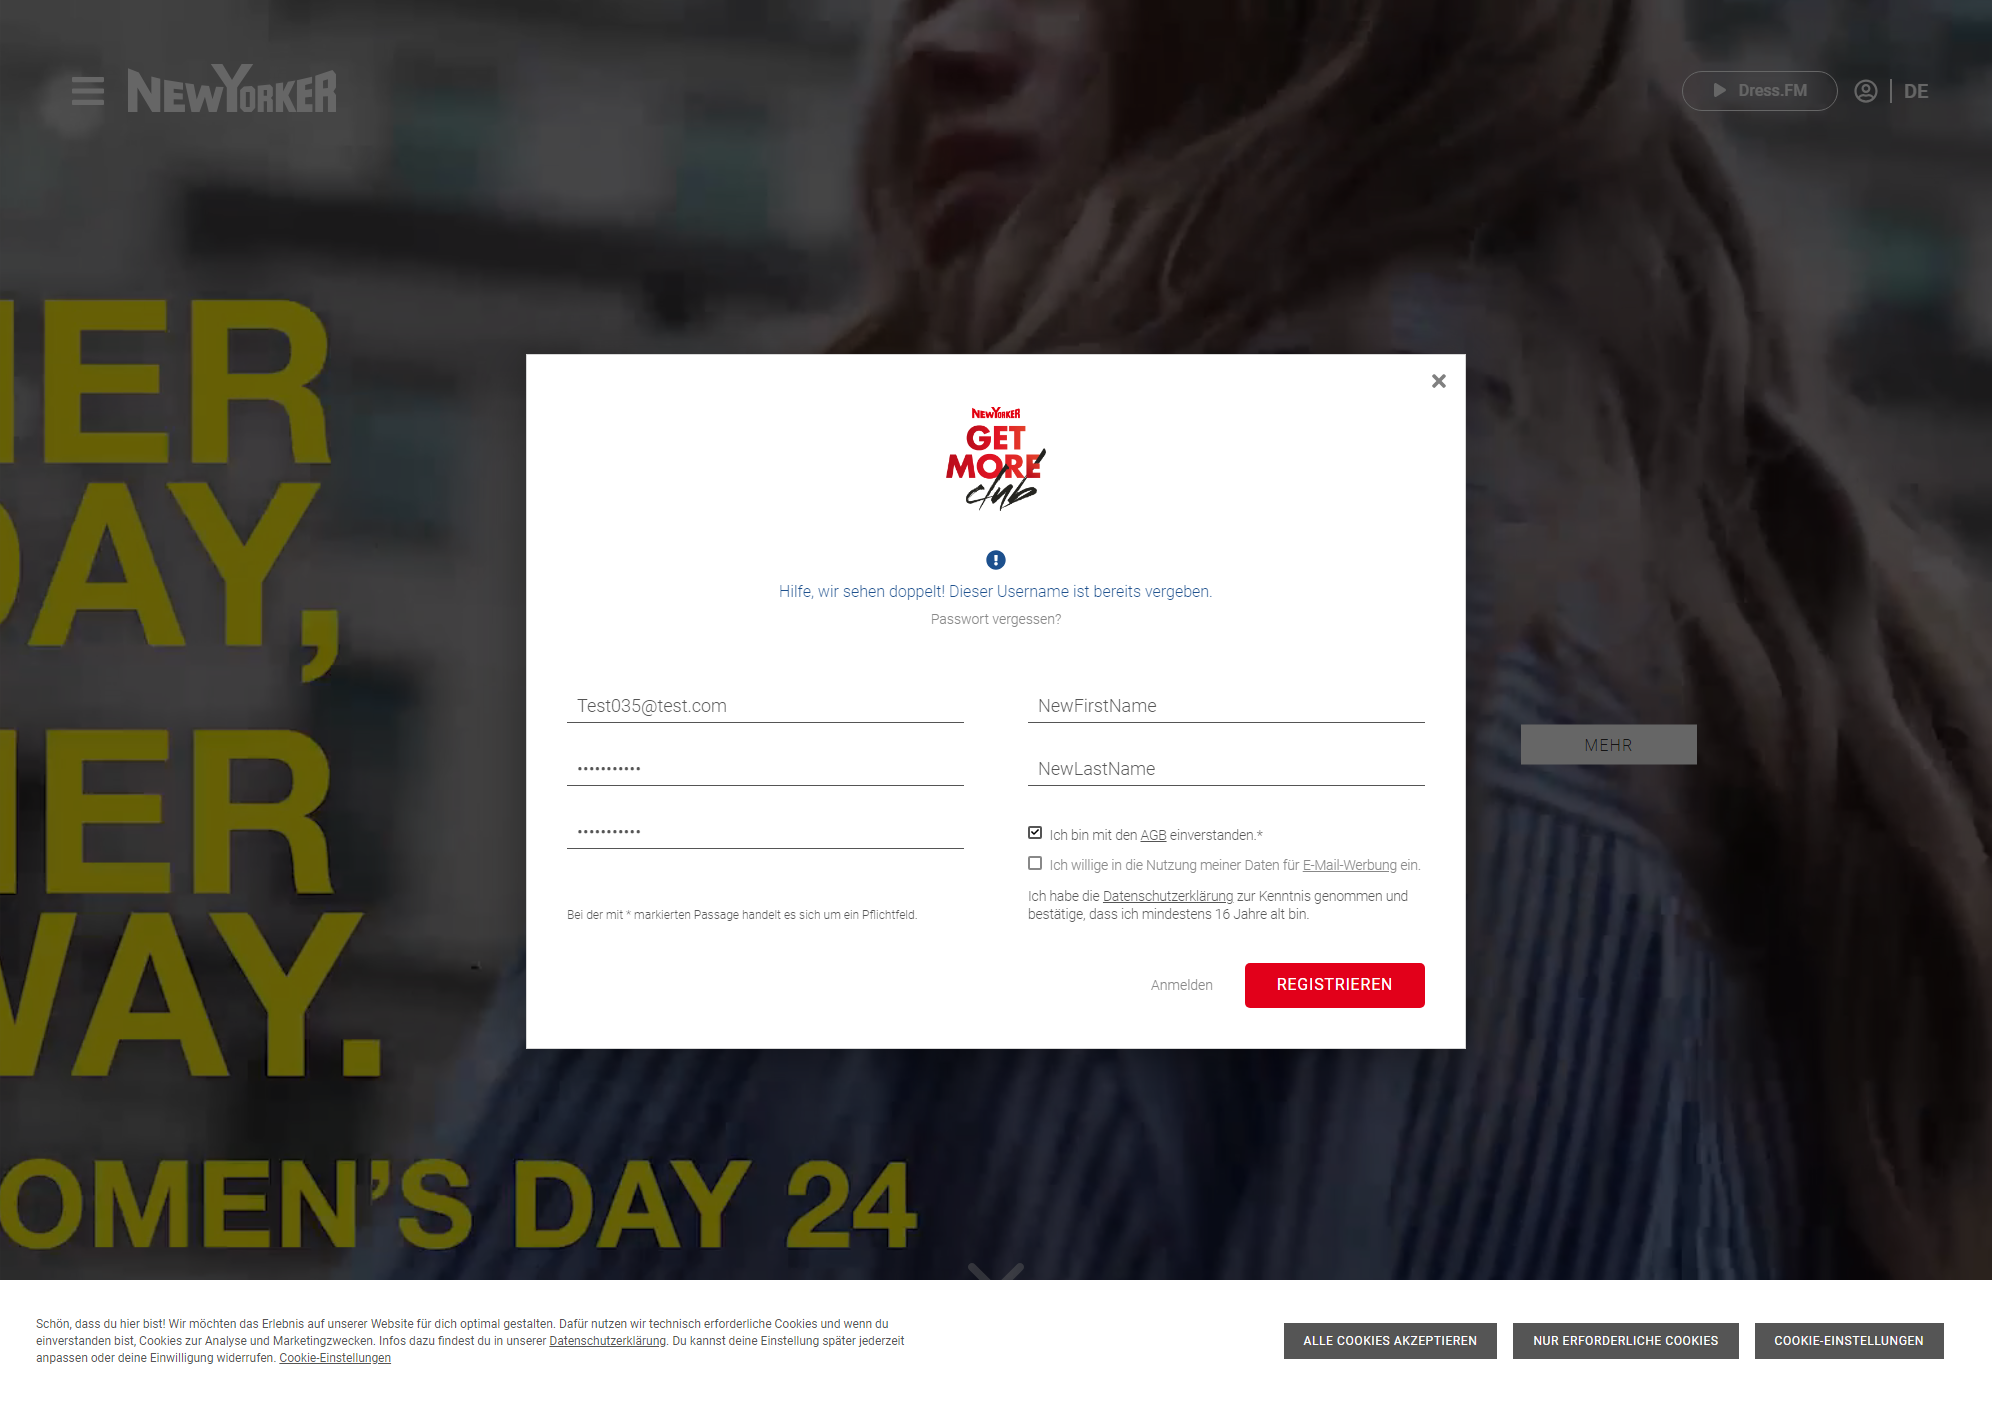 NEWYORKER
Dress.FM
DE
HER
DAY,
HER
WAY.
WOMEN'S DAY 24
NEWYORKER
GET
MORE
club
Hilfe, wir sehen doppelt! Dieser Username ist bereits vergeben.
Passwort vergessen?
Test035@test.com
NewFirstName
•••••••••••
NewLastName
•••••••••••
Ich bin mit den AGB einverstanden.*
Ich willige in die Nutzung meiner Daten für E-Mail-Werbung ein.
Ich habe die Datenschutzerklärung zur Kenntnis genommen und
bestätige, dass ich mindestens 16 Jahre alt bin.
Bei der mit * markierten Passage handelt es sich um ein Pflichtfeld.
Anmelden
REGISTRIEREN
MEHR
Schön, dass du hier bist! Wir möchten das Erlebnis auf unserer Website für dich optimal gestalten. Dafür nutzen wir technisch erforderliche Cookies und wenn du
einverstanden bist, Cookies zur Analyse und Marketingzwecken. Infos dazu findest du in unserer Datenschutzerklärung. Du kannst deine Einstellung später jederzeit
anpassen oder deine Einwilligung widerrufen. Cookie-Einstellungen
ALLE COOKIES AKZEPTIEREN
NUR ERFORDERLICHE COOKIES
COOKIE-EINSTELLUNGEN